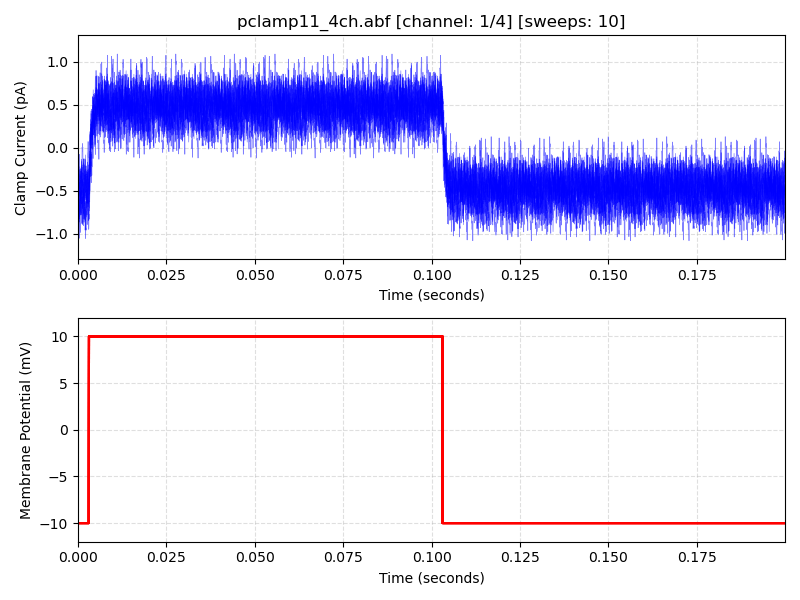 pclamp11_4ch.abf [channel: 1/4] [sweeps: 10]
Clamp Current (pA)
1.0
0.5
0.0
−0.5
−1.0
0.000 0.025 0.050 0.075 0.100 0.125 0.150 0.175
Time (seconds)
Membrane Potential (mV)
10
5
0
−5
−10
0.000 0.025 0.050 0.075 0.100 0.125 0.150 0.175
Time (seconds)